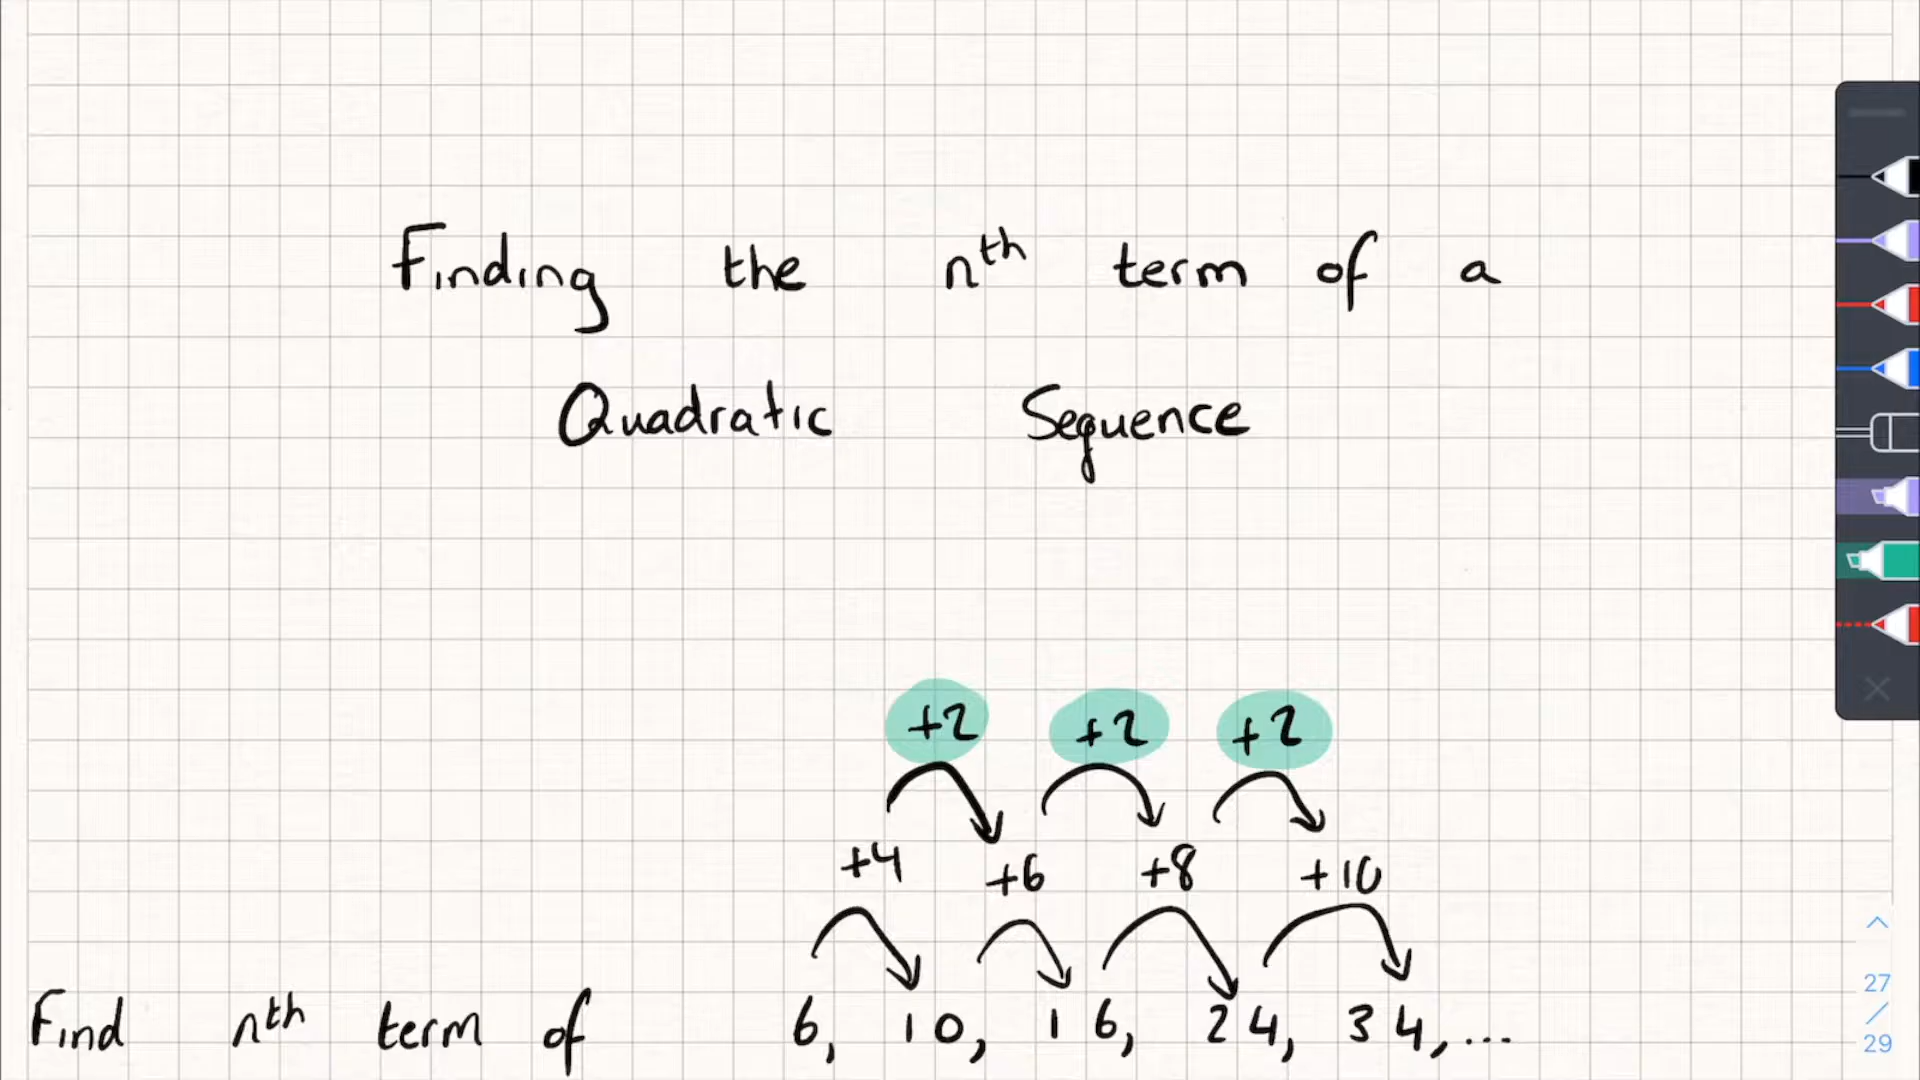 Finding the nth term of a
Quadratic Sequence
+2 +2 +2
+4 +6 +8 +10
Find nth term of 6, 10, 16, 24, 34, ...
27
/
29